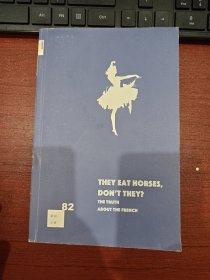 THEY EAT HORSES,
DON'T THEY?
THE TRUTH
ABOUT THE FRENCH
82